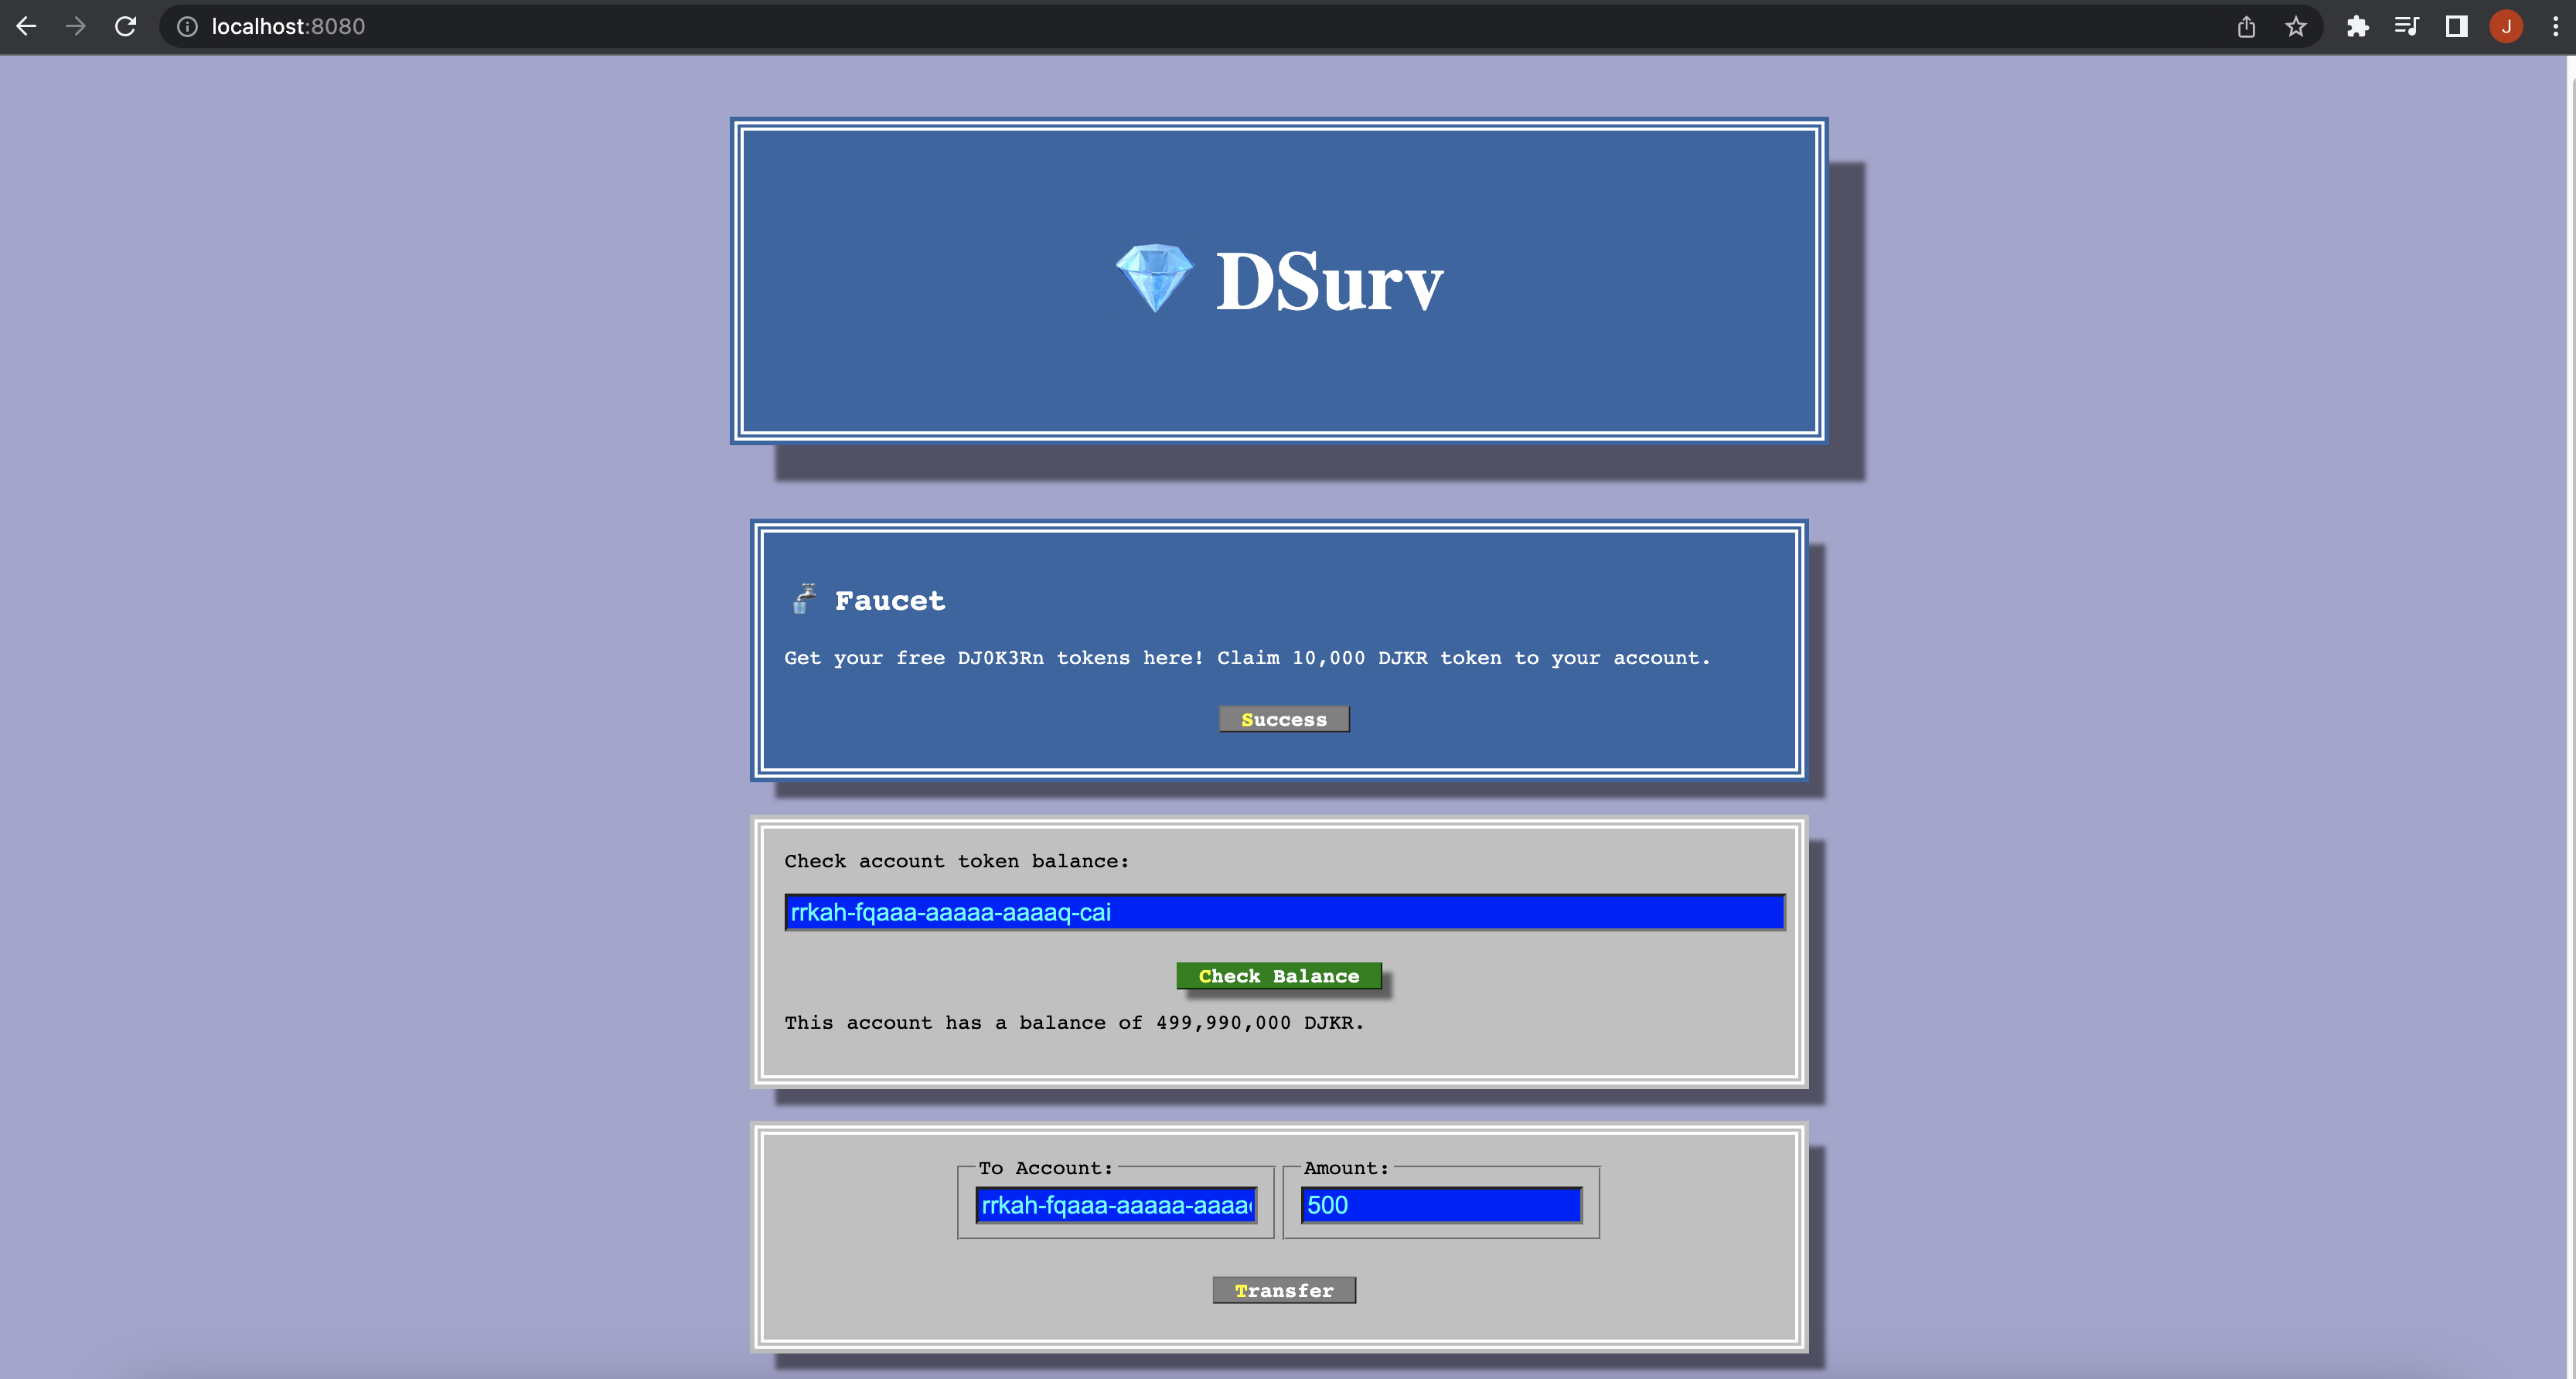 localhost:8080
J
DSurv
Faucet
Get your free DJ0K3Rn tokens here! Claim 10,000 DJKR token to your account.
Success
Check account token balance:
rrkah-fqaaa-aaaaa-aaaaq-cai
Check Balance
This account has a balance of 499,990,000 DJKR.
To Account: Amount:
rrkah-fqaaa-aaaaa-aaaa 500
Transfer